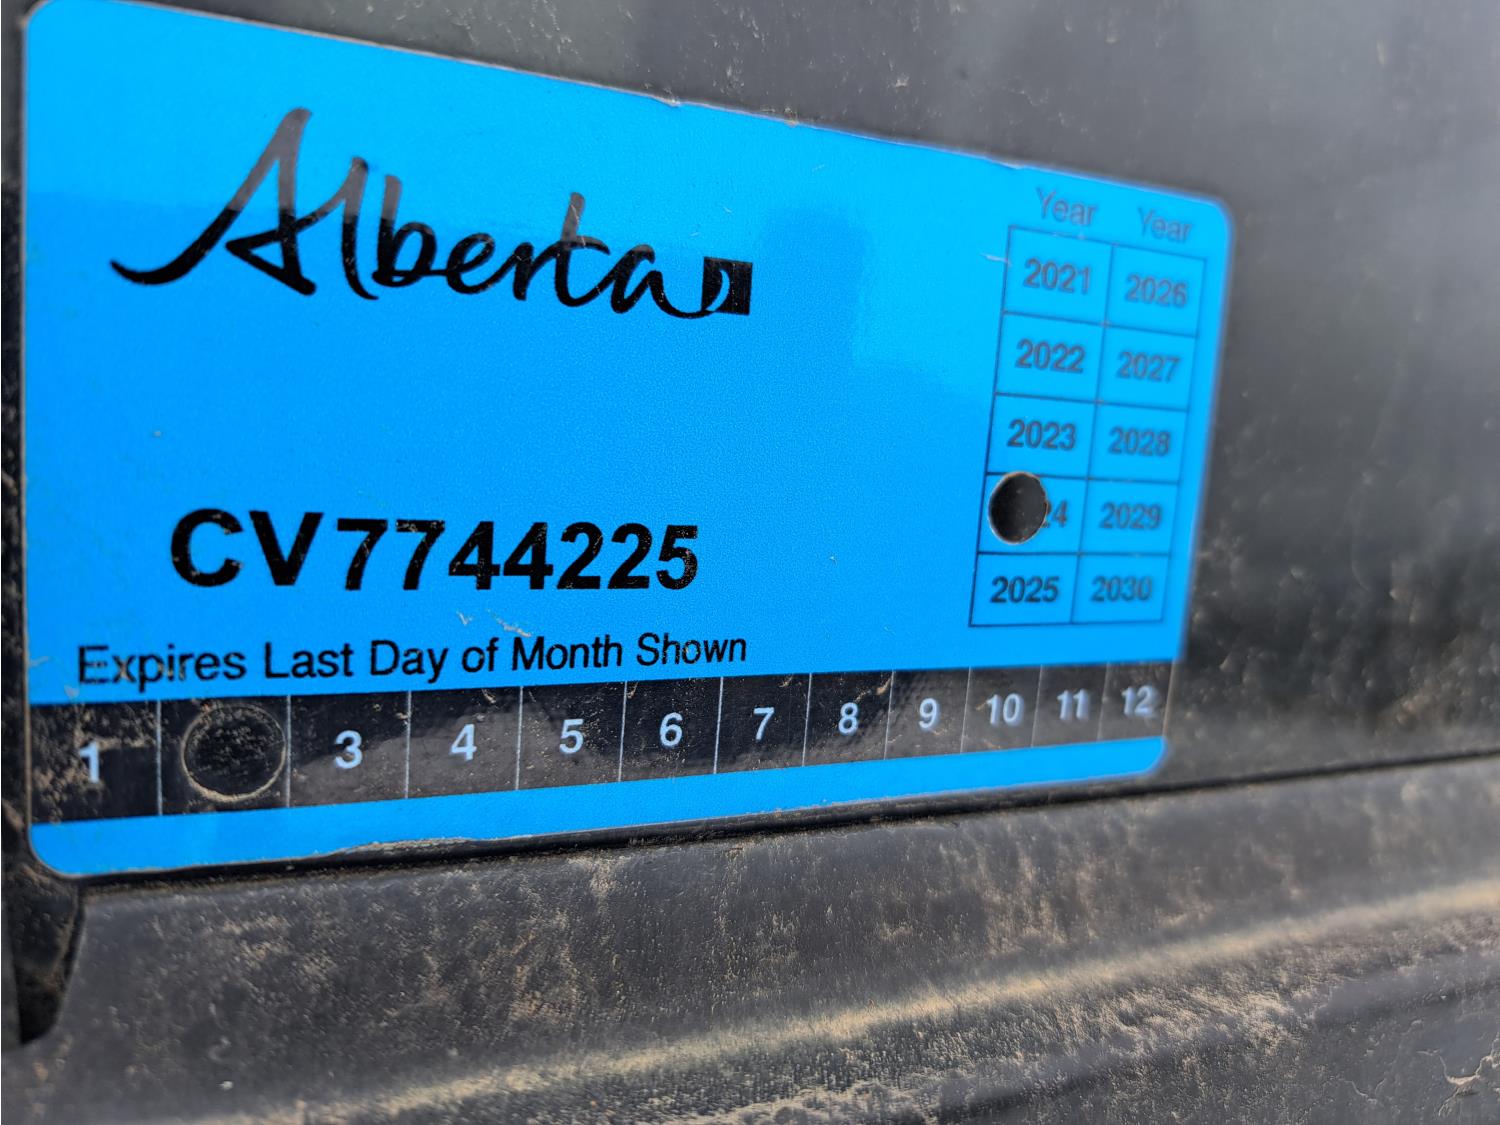 Alberta
Year Year
2021 2026
2022 2027
2023 2028
24 2029
2025 2030
CV7744225
Expires Last Day of Month Shown
1 3 4 5 6 7 8 9 10 11 12